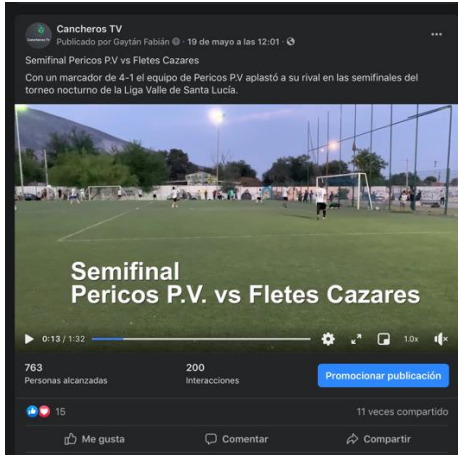 Cancheros TV
Publicado por Gaytán Fabián · 19 de mayo a las 12:01 ·
Semifinal Pericos P.V vs Fletes Cazares
Con un marcador de 4-1 el equipo de Pericos P.V aplastó a su rival en las semifinales del
torneo nocturno de la Liga Valle de Santa Lucía.
Semifinal
Pericos P.V. vs Fletes Cazares
0:13 / 1:32
1.0x
763
Personas alcanzadas
200
Interacciones
Promocionar publicación
15
11 veces compartido
Me gusta
Comentar
Compartir